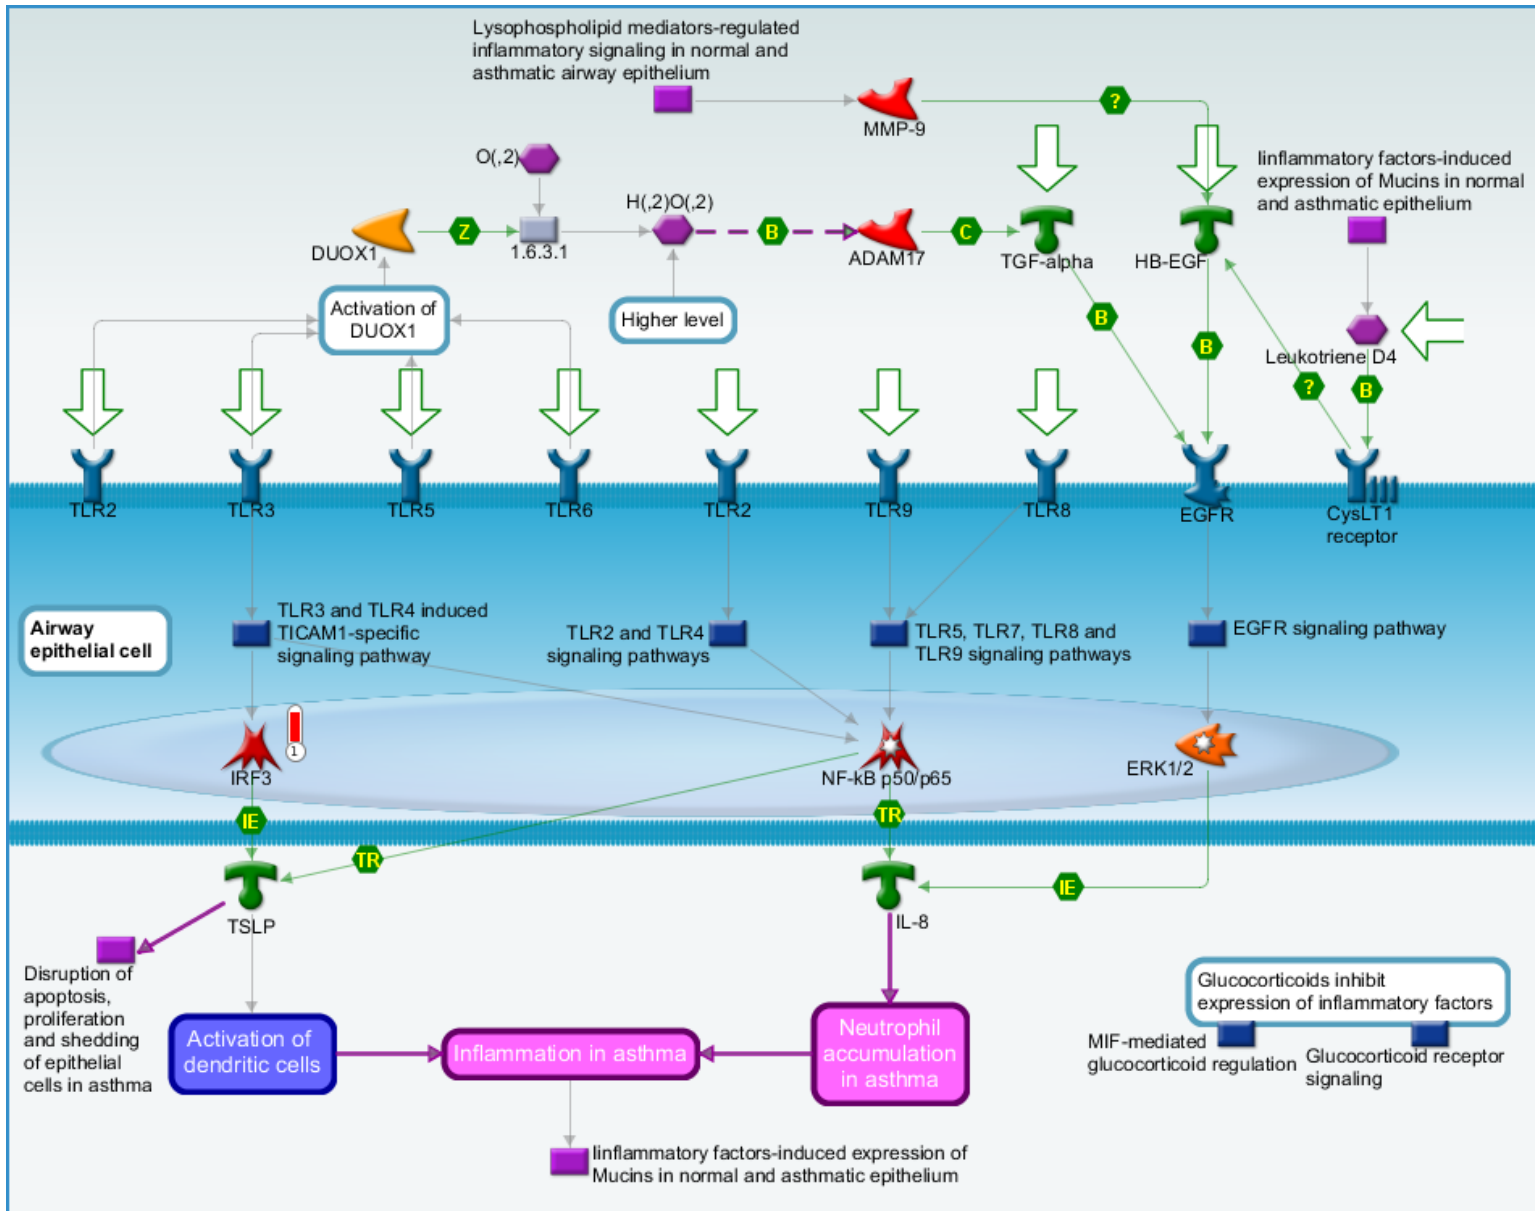 Lysophospholipid mediators-regulated
inflammatory signaling in normal and
asthmatic airway epithelium
MMP-9
?
O(,2)
Iinflammatory factors-induced
expression of Mucins in normal
and asthmatic epithelium
H(,2)O(,2)
DUOX1
Z
1.6.3.1
B
ADAM17
C
TGF-alpha
HB-EGF
Activation of
DUOX1
Higher level
B
B
Leukotriene D4
?
B
TLR2
TLR3
TLR5
TLR6
TLR2
TLR9
TLR8
EGFR
CysLT1
receptor
Airway
epithelial cell
TLR3 and TLR4 induced
TICAM1-specific
signaling pathway
TLR2 and TLR4
signaling pathways
TLR5, TLR7, TLR8 and
TLR9 signaling pathways
EGFR signaling pathway
1
IRF3
NF-kB p50/p65
ERK1/2
IE
TR
TR
IE
TSLP
IL-8
Disruption of
apoptosis,
proliferation
and shedding
of epithelial
cells in asthma
Activation of
dendritic cells
Inflammation in asthma
Neutrophil
accumulation
in asthma
Glucocorticoids inhibit
expression of inflammatory factors
MIF-mediated
glucocorticoid regulation
Glucocorticoid receptor
signaling
Iinflammatory factors-induced expression of
Mucins in normal and asthmatic epithelium